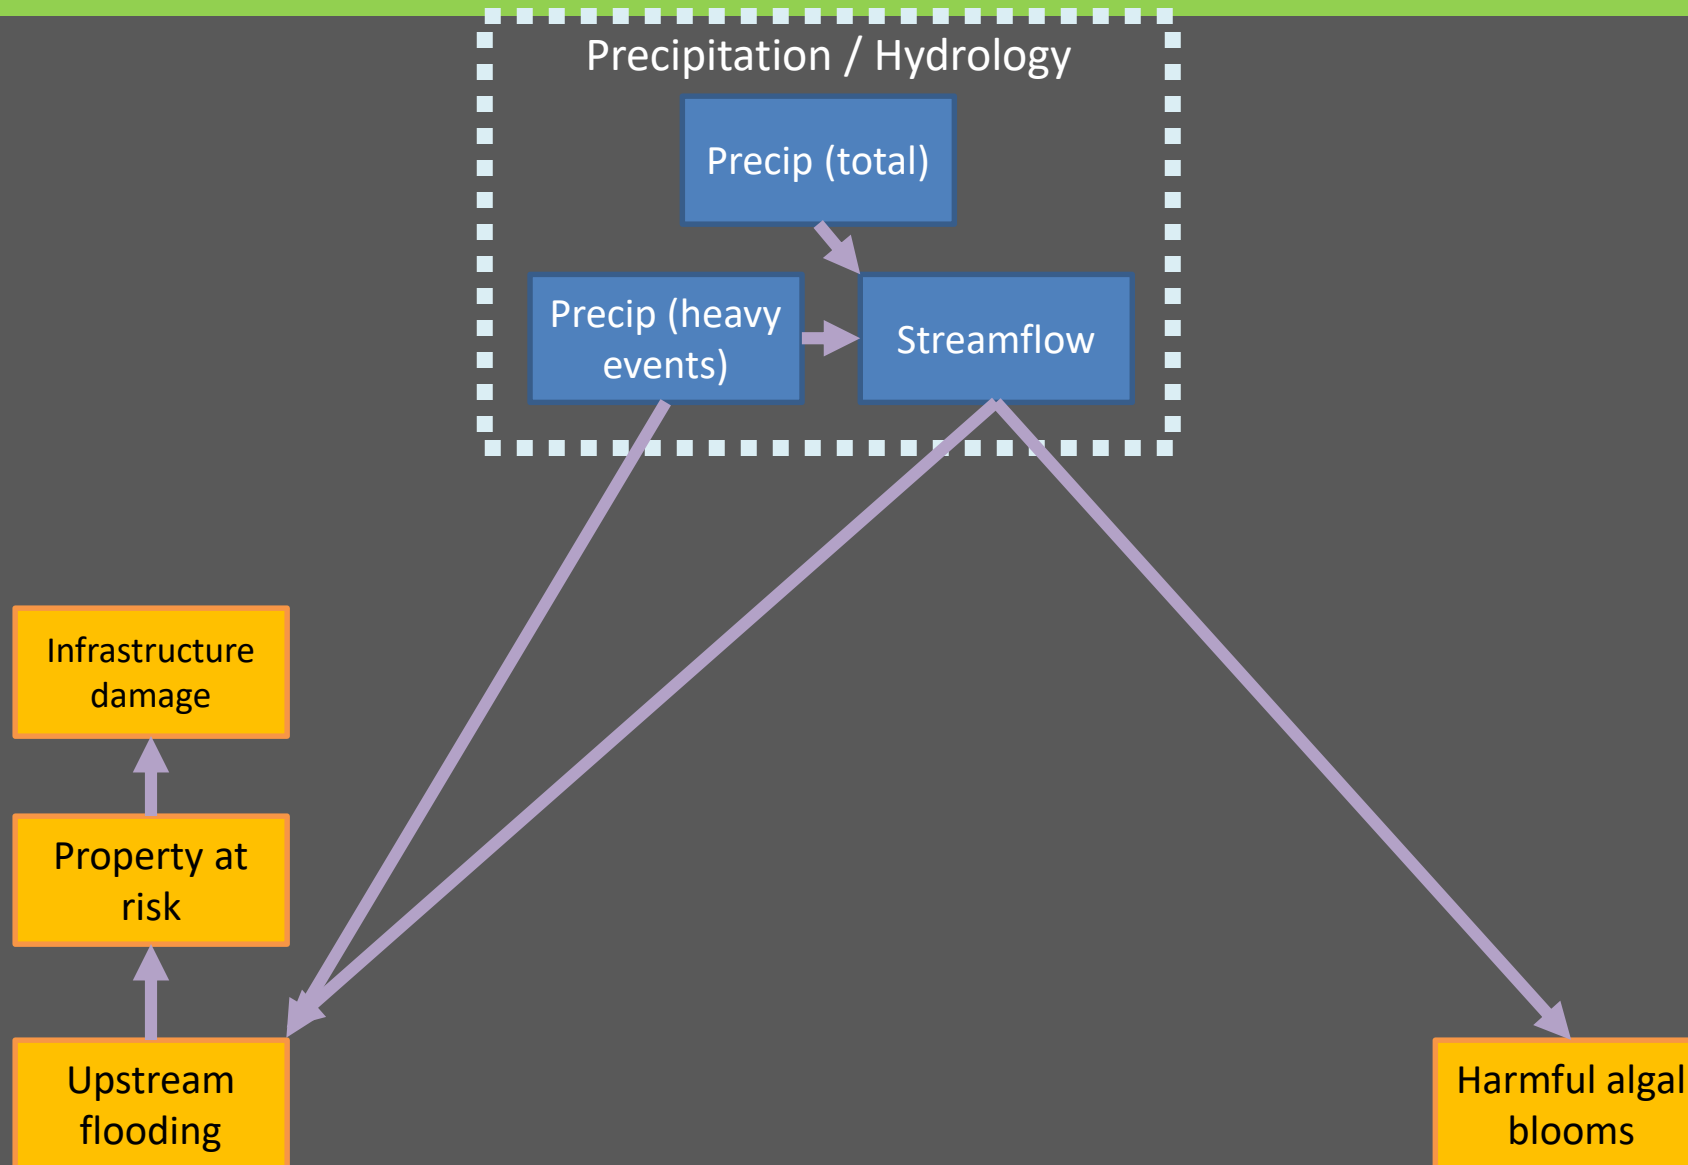 Precipitation / Hydrology
Precip (total)
Precip (heavy
events)
Streamflow
Infrastructure
damage
Property at
risk
Upstream
flooding
Harmful algal
blooms